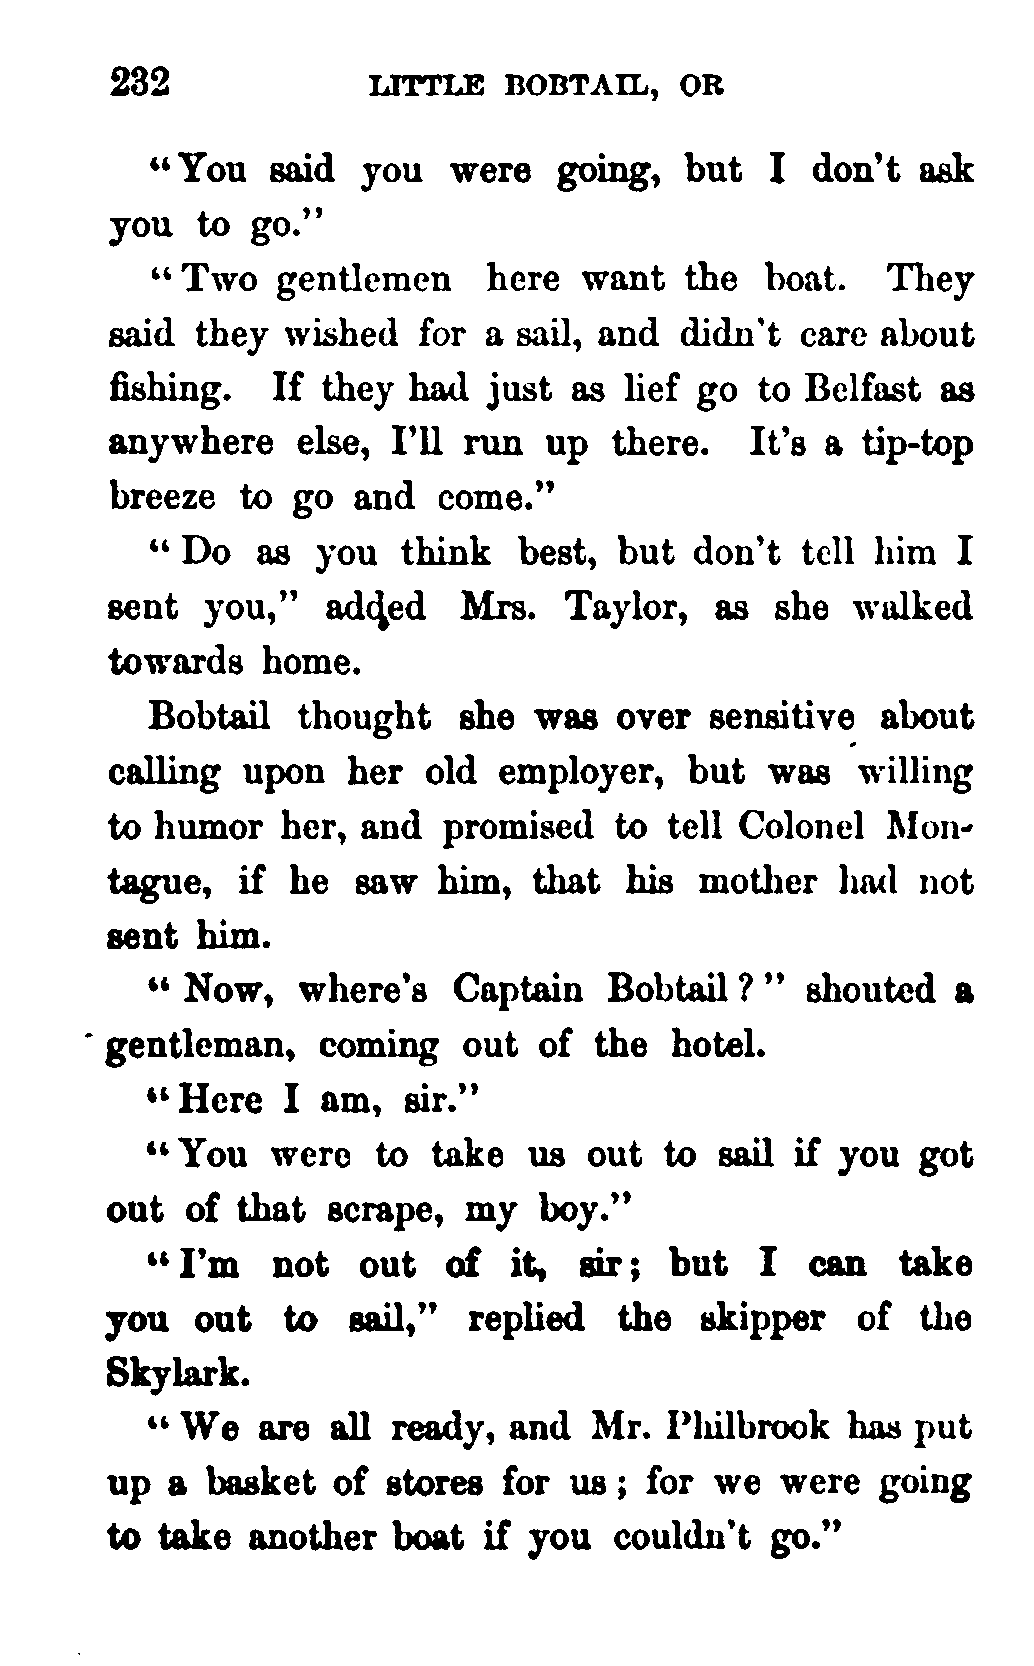 232 LITTLE BOBTAIL, OR
"You said you were going, but I don't ask
you to go."
"Two gentlemen here want the boat. They
said they wished for a sail, and didn't care about
fishing. If they had just as lief go to Belfast as
anywhere else, I'll run up there. It's a tip-top
breeze to go and come."
"Do as you think best, but don't tell him I
sent you," added Mrs. Taylor, as she walked
towards home.
Bobtail thought she was over sensitive about
calling upon her old employer, but was willing
to humor her, and promised to tell Colonel Mon-
tague, if he saw him, that his mother had not
sent him.
"Now, where's Captain Bobtail?" shouted a
gentleman, coming out of the hotel.
"Here I am, sir."
"You were to take us out to sail if you got
out of that scrape, my boy."
"I'm not out of it, sir; but I can take
you out to sail," replied the skipper of the
Skylark.
"We are all ready, and Mr. Philbrook has put
up a basket of stores for us; for we were going
to take another boat if you couldn't go."